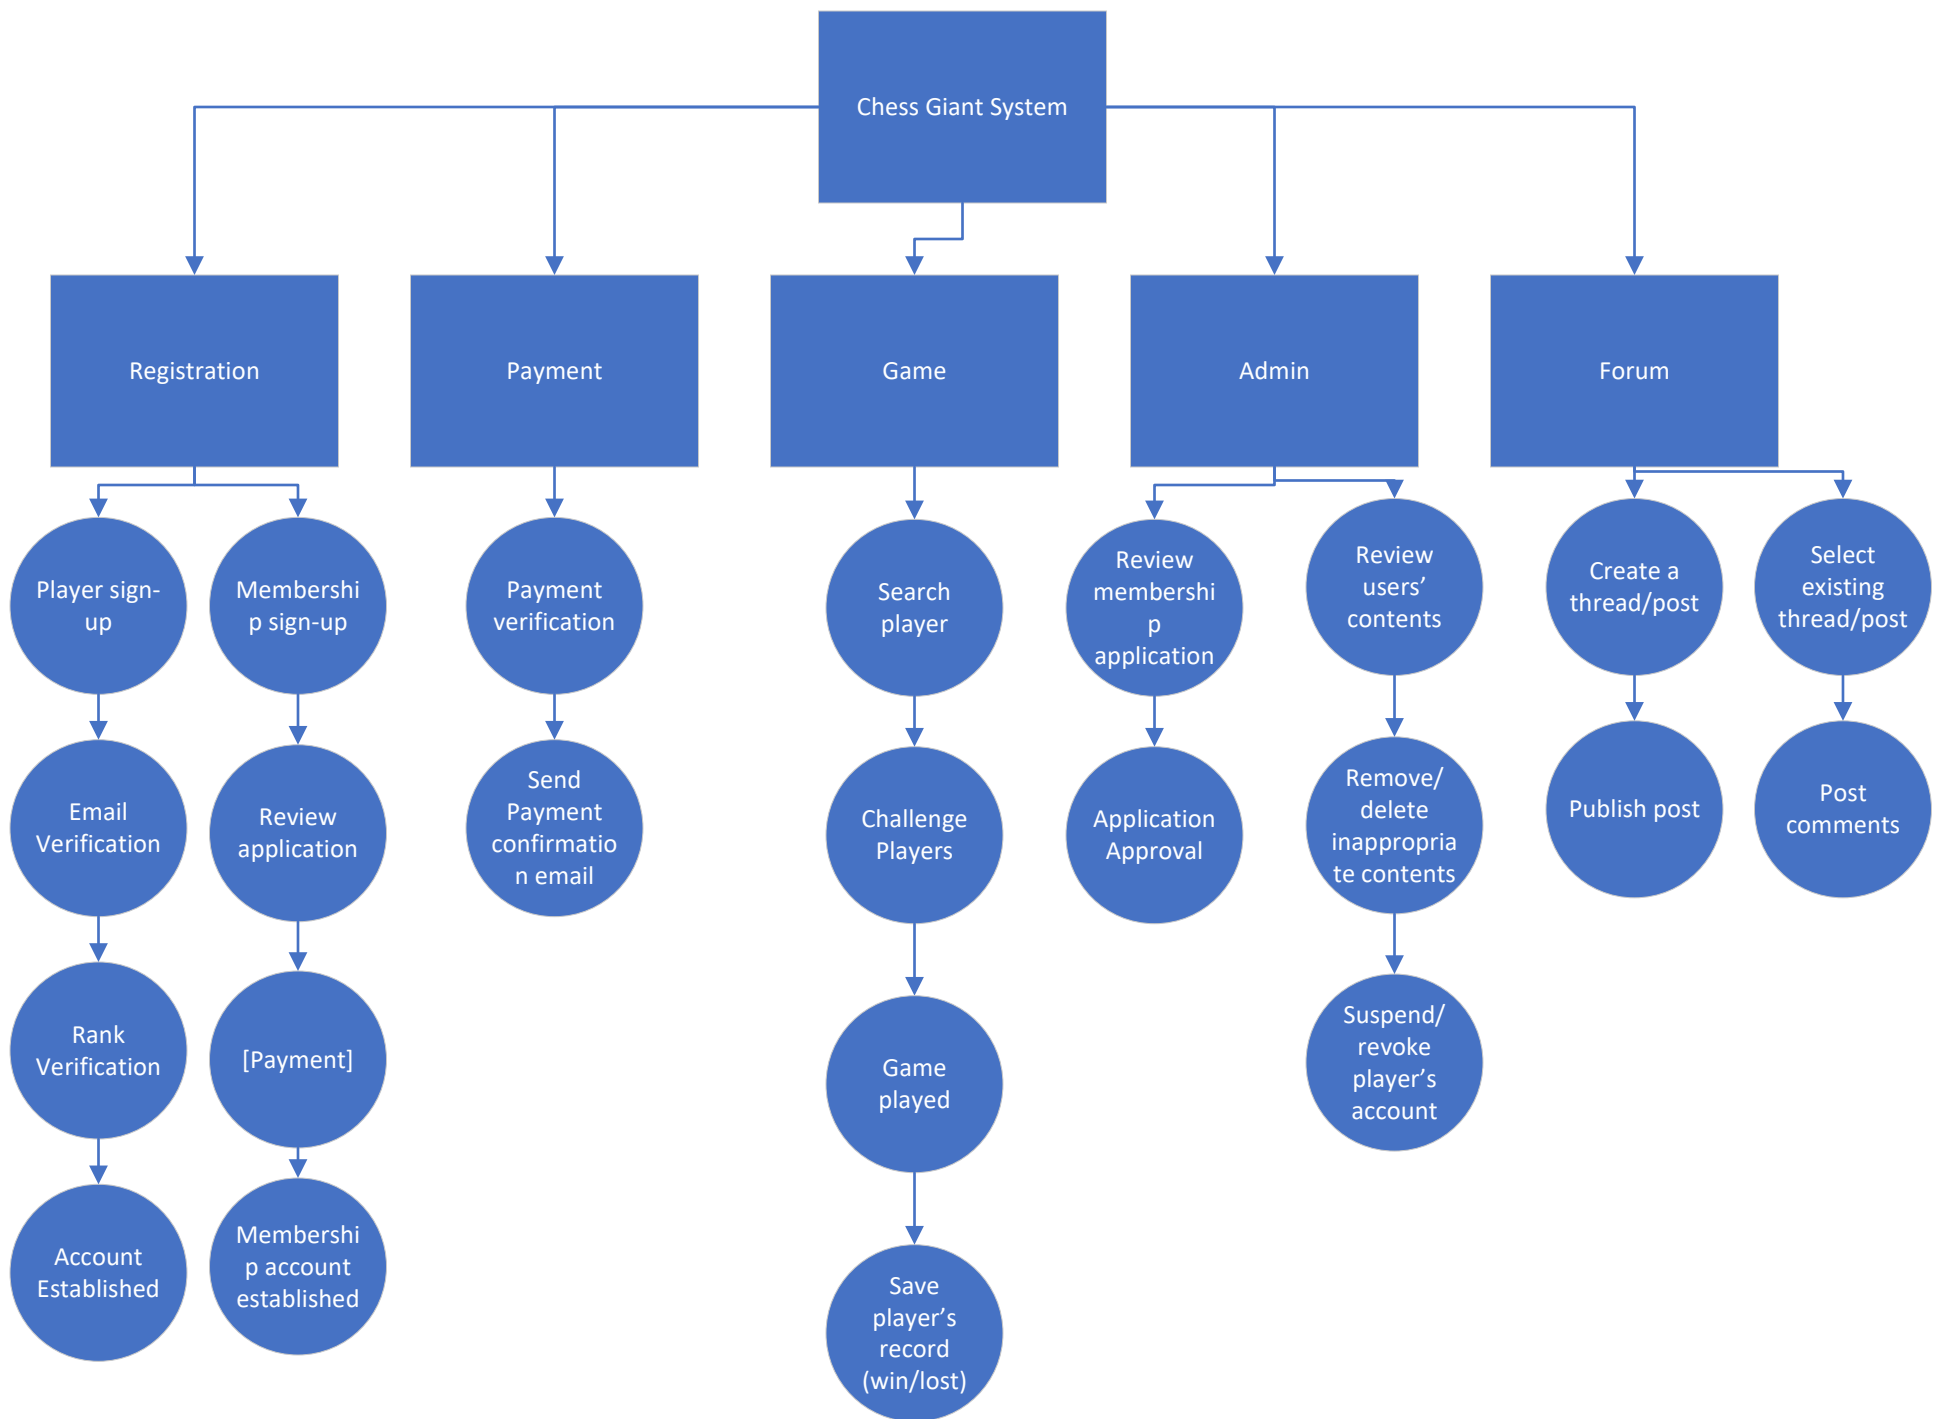 Chess Giant System
Registration
Payment
Game
Admin
Forum
Player sign-
up
Membershi
p sign-up
Payment
verification
Search
player
Review
membershi
p
application
Review
users’
contents
Create a
thread/post
Select
existing
thread/post
Email
Verification
Review
application
Send
Payment
confirmatio
n email
Challenge
Players
Application
Approval
Remove/
delete
inappropria
te contents
Publish post
Post
comments
Rank
Verification
[Payment]
Game
played
Suspend/
revoke
player’s
account
Account
Established
Membershi
p account
established
Save
player’s
record
(win/lost)